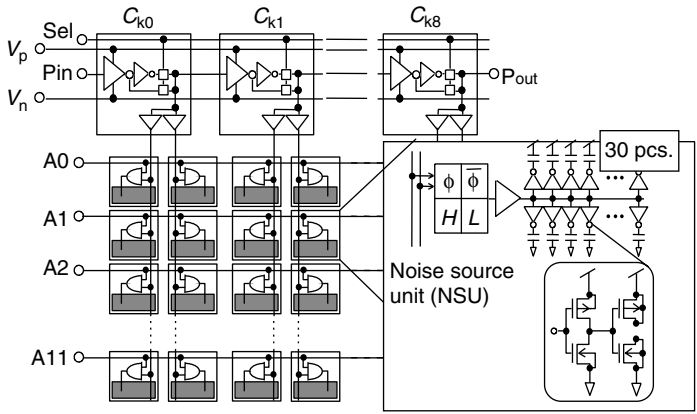 C_k0 C_k1 C_k8
Sel
V_p
Pin P_out
V_n
A0
30 pcs.
ϕ ϕ̅
H L
A1
A2
Noise source
unit (NSU)
A11